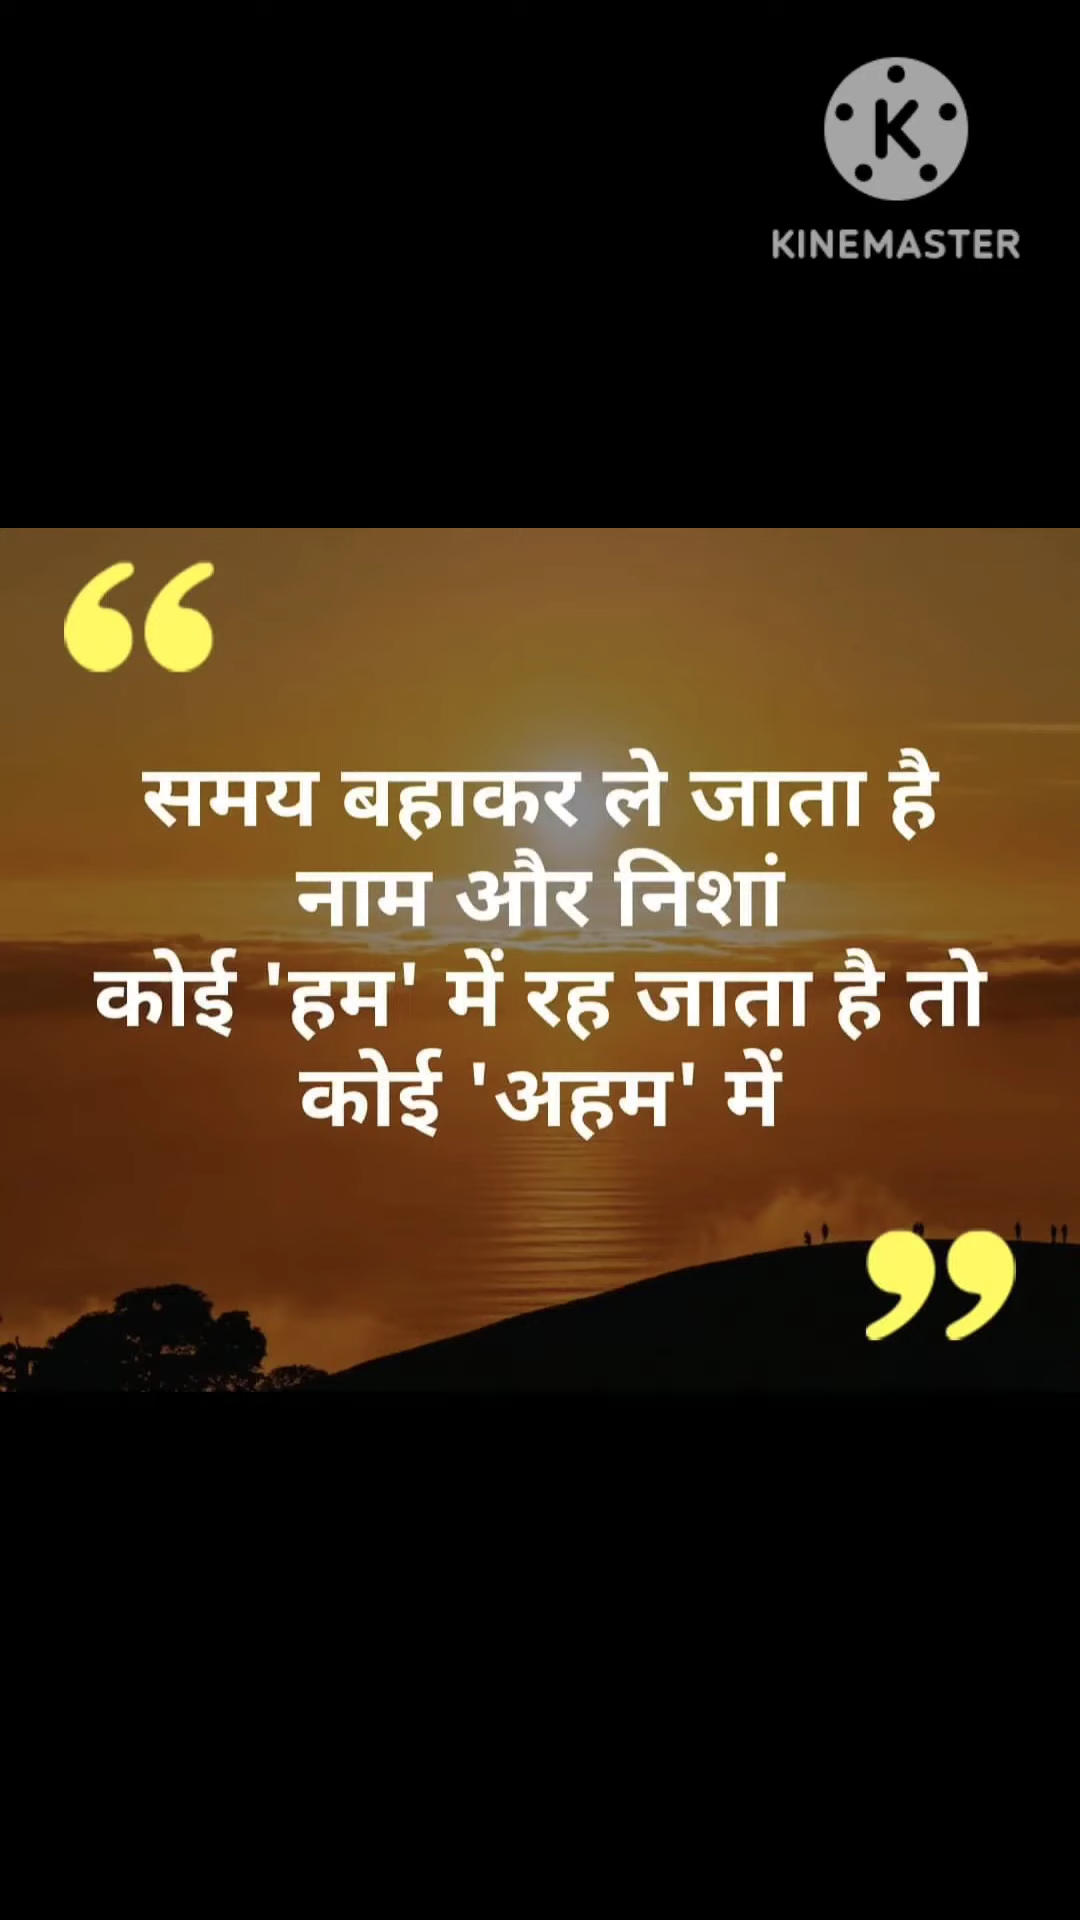 K
KINEMASTER
“
समय बहाकर ले जाता है
नाम और निशां
कोई 'हम' में रह जाता है तो
कोई 'अहम' में
”